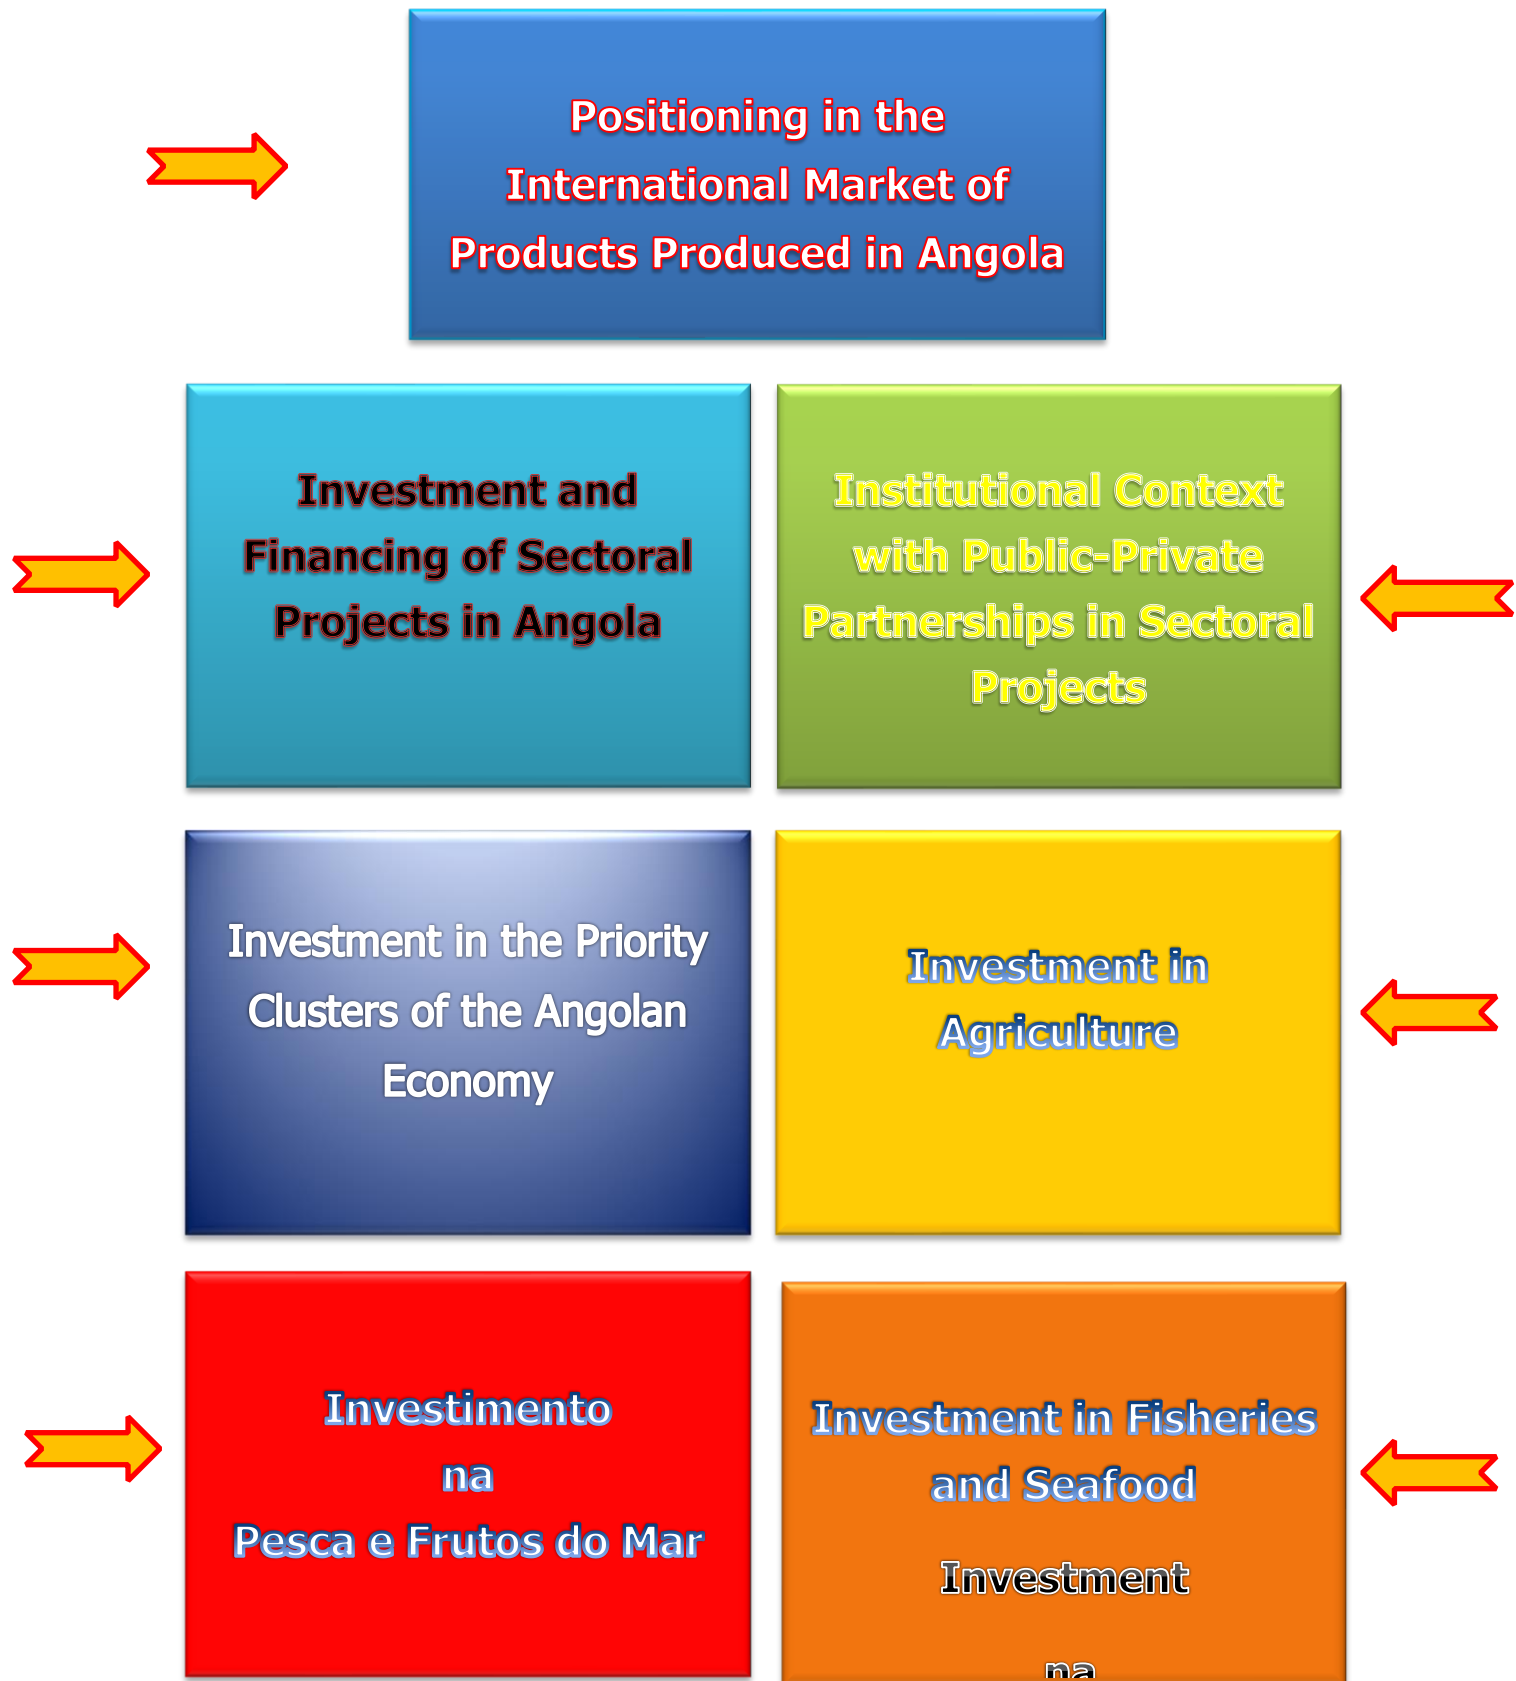 Positioning in the
International Market of
Products Produced in Angola
Investment and
Financing of Sectoral
Projects in Angola
Institutional Context
with Public-Private
Partnerships in Sectoral
Projects
Investment in the Priority
Clusters of the Angolan
Economy
Investment in
Agriculture
Investimento
na
Pesca e Frutos do Mar
Investment in Fisheries
and Seafood
Investment
na